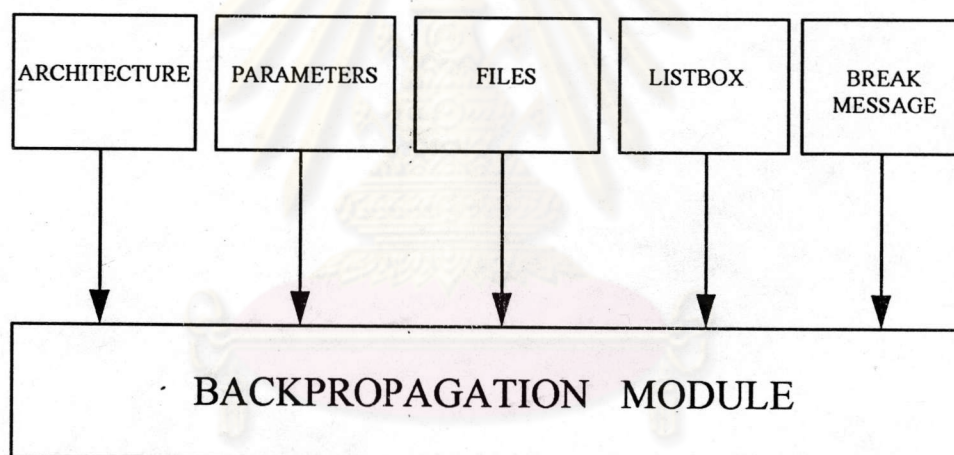 ARCHITECTURE
PARAMETERS
FILES
LISTBOX
BREAK
MESSAGE
BACKPROPAGATION MODULE